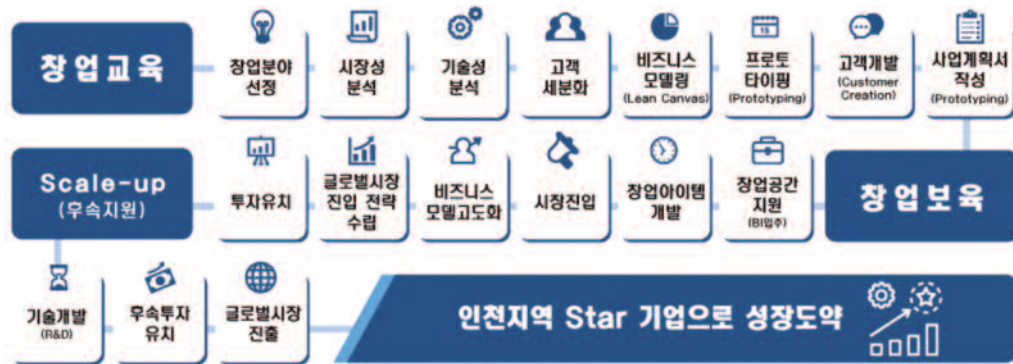 창업교육
창업분야
선정
시장성
분석
기술성
분석
고객
세분화
비즈니스
모델링
(Lean Canvas)
프로토
타이핑
(Prototyping)
고객개발
(Customer
Creation)
사업계획서
작성
(Prototyping)
15
Scale-up
(후속지원)
투자유치
글로벌시장
진입 전략
수립
비즈니스
모델고도화
시장진입
창업아이템
개발
창업공간
지원
(BI입주)
창업보육
기술개발
(R&D)
후속투자
유치
글로벌시장
진출
인천지역 Star 기업으로 성장도약